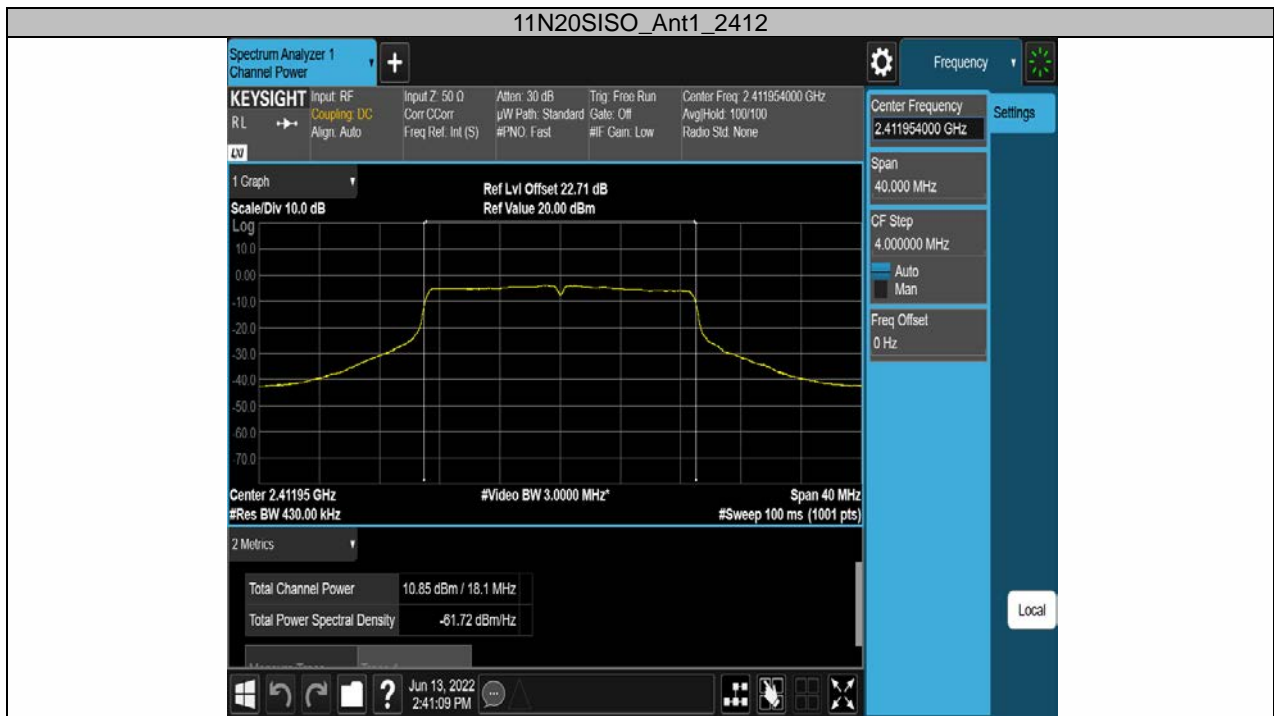 11N20SISO_Ant1_2412
Spectrum Analyzer 1
Channel Power
Frequency
KEYSIGHT
RL
LXI
Input: RF
Coupling: DC
Align: Auto
Input Z: 50 Ω
Corr CCorr
Freq Ref: Int (S)
Atten: 30 dB
µW Path: Standard
#PNO: Fast
Trig: Free Run
Gate: Off
#IF Gain: Low
Center Freq: 2.411954000 GHz
Avg|Hold: 100/100
Radio Std: None
Center Frequency
2.411954000 GHz
Settings
Span
40.000 MHz
CF Step
4.000000 MHz
Auto
Man
Freq Offset
0 Hz
Local
1 Graph
Scale/Div 10.0 dB
Ref Lvl Offset 22.71 dB
Ref Value 20.00 dBm
Log
10.0
0.00
-10.0
-20.0
-30.0
-40.0
-50.0
-60.0
-70.0
Center 2.41195 GHz
#Video BW 3.0000 MHz*
Span 40 MHz
#Res BW 430.00 kHz
#Sweep 100 ms (1001 pts)
2 Metrics
Total Channel Power 10.85 dBm / 18.1 MHz
Total Power Spectral Density -61.72 dBm/Hz
?
Jun 13, 2022
2:41:09 PM